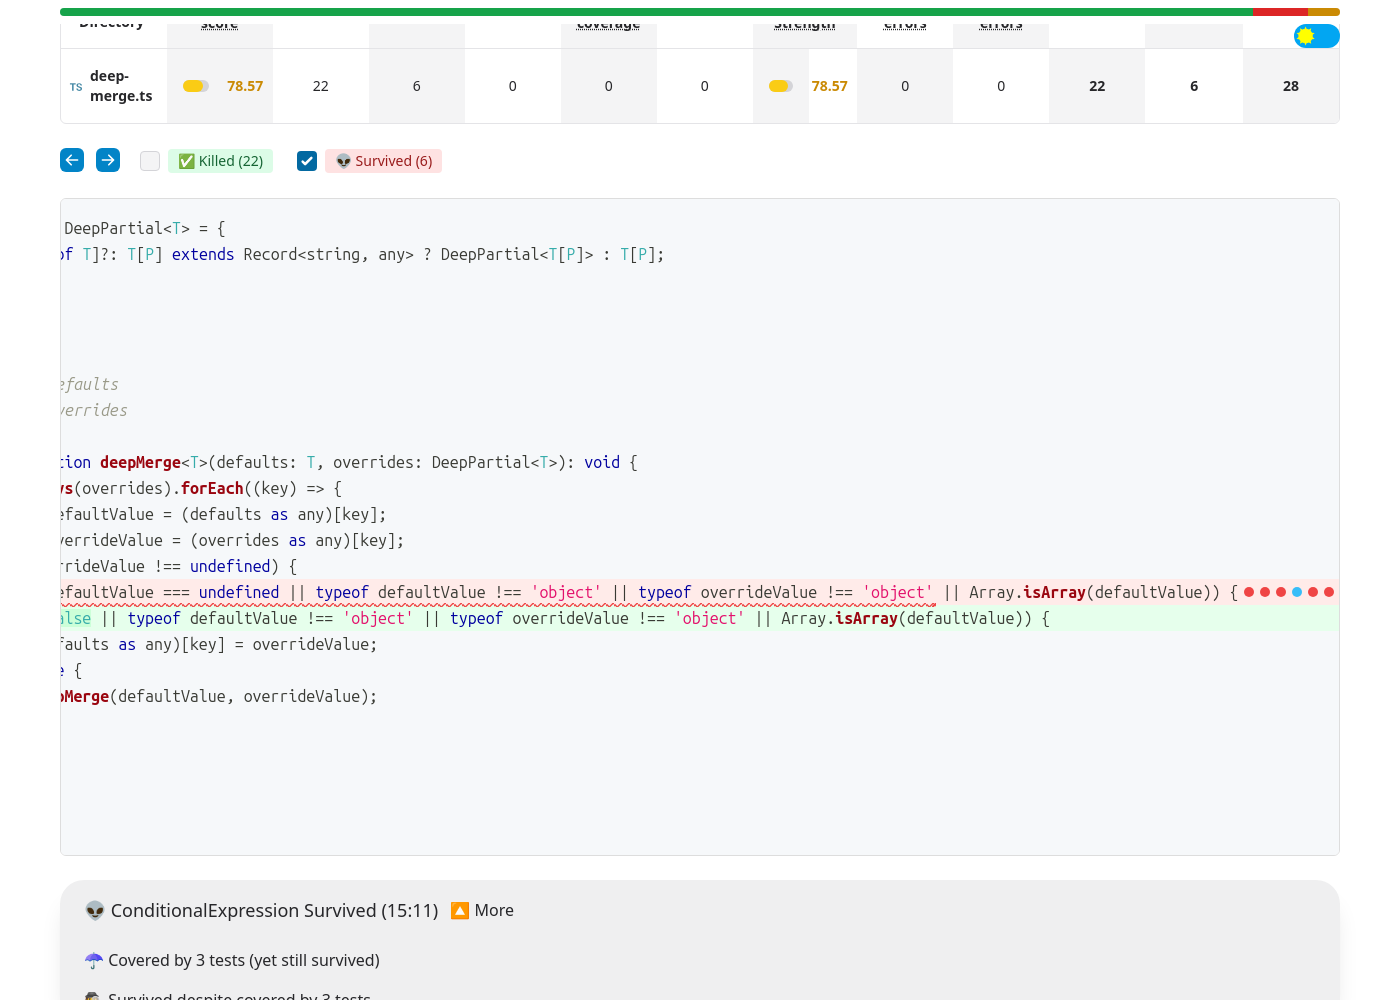 Directory score coverage Strength errors errors
TS deep-merge.ts 78.57 22 6 0 0 0 78.57 0 0 22 6 28
✅ Killed (22) 👽 Survived (6)
DeepPartial<T> = {
of T]?: T[P] extends Record<string, any> ? DeepPartial<T[P]> : T[P];
efaults
verrides
tion deepMerge<T>(defaults: T, overrides: DeepPartial<T>): void {
ys(overrides).forEach((key) => {
efaultValue = (defaults as any)[key];
verrideValue = (overrides as any)[key];
rrideValue !== undefined) {
efaultValue === undefined || typeof defaultValue !== 'object' || typeof overrideValue !== 'object' || Array.isArray(defaultValue)) {
alse || typeof defaultValue !== 'object' || typeof overrideValue !== 'object' || Array.isArray(defaultValue)) {
faults as any)[key] = overrideValue;
e {
pMerge(defaultValue, overrideValue);
👽 ConditionalExpression Survived (15:11) 🔼 More
☂️ Covered by 3 tests (yet still survived)
🕵️ Survived despite covered by 3 tests